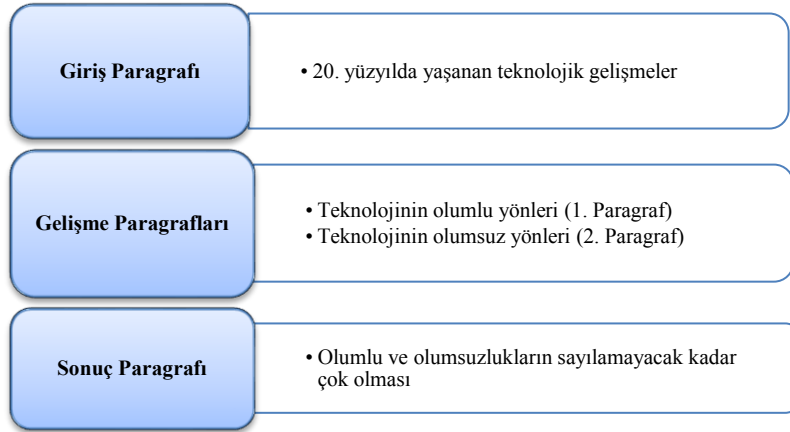 Giriş Paragrafı
• 20. yüzyılda yaşanan teknolojik gelişmeler
Gelişme Paragrafları
• Teknolojinin olumlu yönleri (1. Paragraf)
• Teknolojinin olumsuz yönleri (2. Paragraf)
Sonuç Paragrafı
• Olumlu ve olumsuzlukların sayılamayacak kadar
çok olması